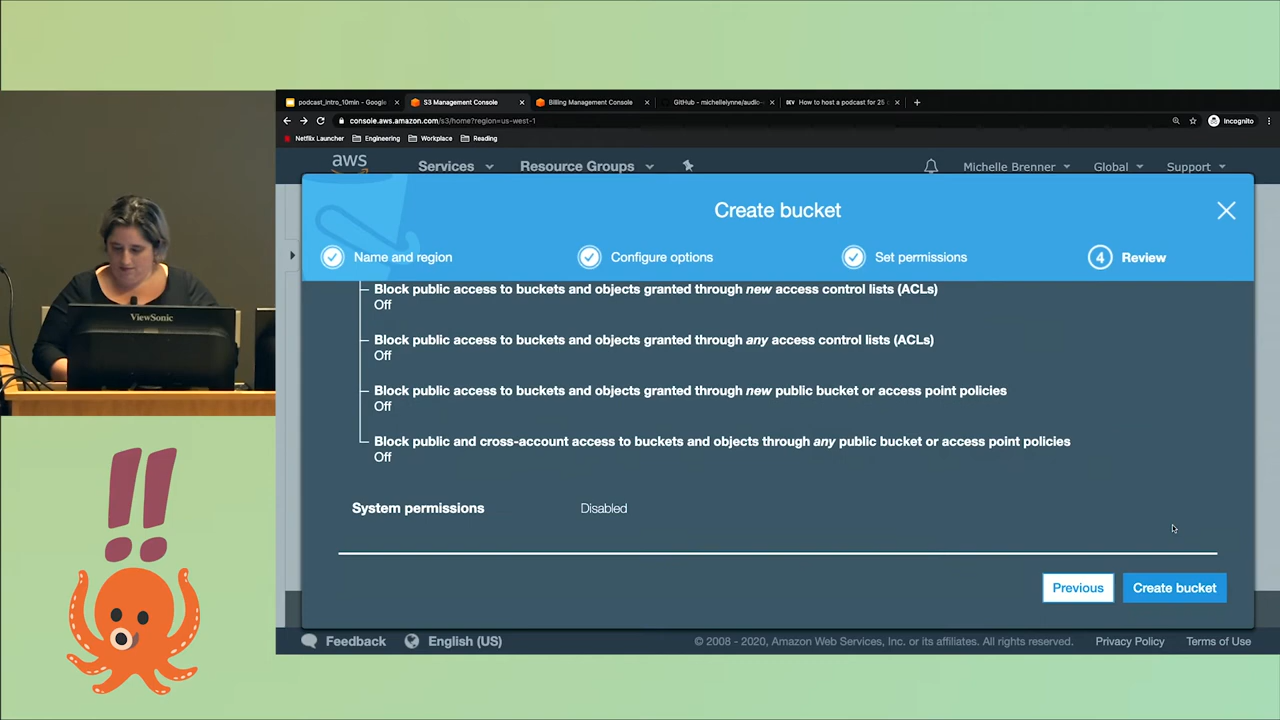 podcast_intro_10min - Google
S3 Management Console
Billing Management Console
GitHub - michellelynne/audio-
DEV How to host a podcast for 25
console.aws.amazon.com/s3/home?region=us-west-1
Incognito
Netflix Launcher
Engineering
Workplace
Reading
aws
Services
Resource Groups
Michelle Brenner
Global
Support
Create bucket
Name and region
Configure options
Set permissions
4 Review
Block public access to buckets and objects granted through new access control lists (ACLs)
Off
Block public access to buckets and objects granted through any access control lists (ACLs)
Off
Block public access to buckets and objects granted through new public bucket or access point policies
Off
Block public and cross-account access to buckets and objects through any public bucket or access point policies
Off
System permissions Disabled
Previous
Create bucket
Feedback
English (US)
© 2008 - 2020, Amazon Web Services, Inc. or its affiliates. All rights reserved.
Privacy Policy
Terms of Use
ViewSonic
!!